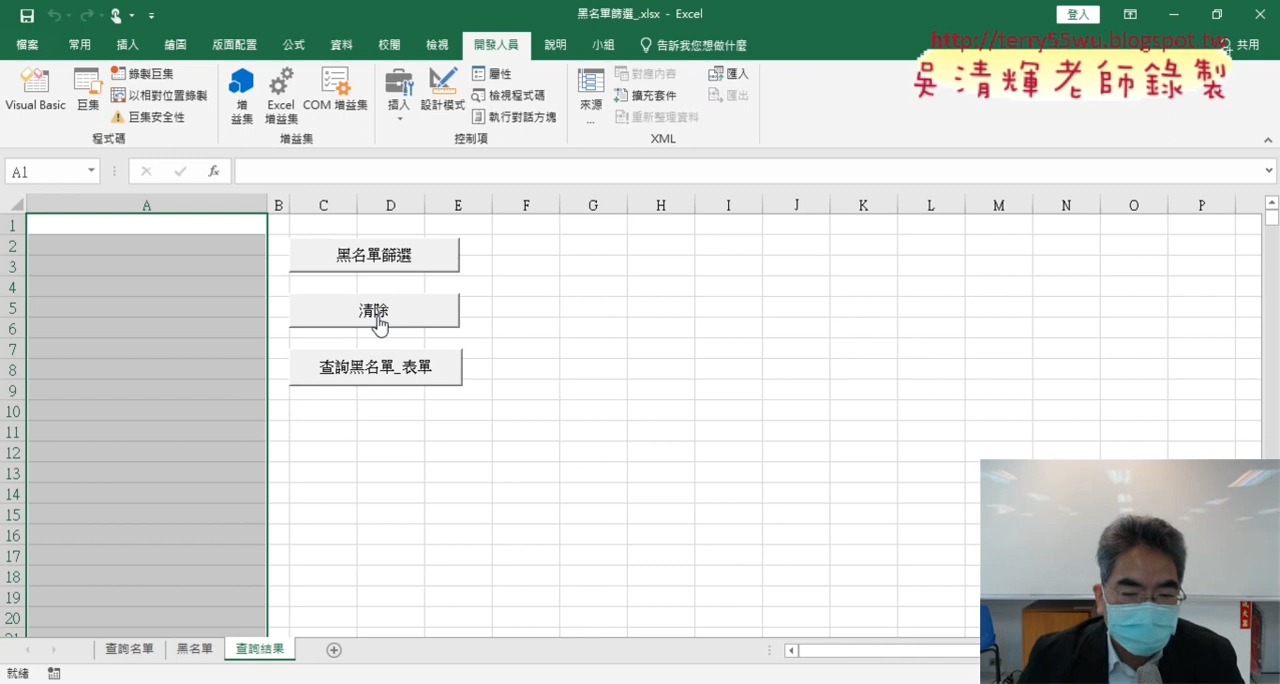 黑名單篩選_.xlsx - Excel
登入
檔案 常用 插入 繪圖 版面配置 公式 資料 校閱 檢視 開發人員 說明 小組 告訴我您想做什麼 共用
http://terry55wu.blogspot.tw
吳清輝老師錄製
Visual Basic
巨集
錄製巨集
以相對位置錄製
巨集安全性
程式碼
增益集
Excel 增益集
COM 增益集
增益集
插入
設計模式
屬性
檢視程式碼
執行對話方塊
控制項
來源...
對應內容
擴充套件
重新整理資料
匯入
匯出
XML
A1
fx
A B C D E F G H I J K L M N O P
1
2
3
4
5
6
7
8
9
10
11
12
13
14
15
16
17
18
19
20
黑名單篩選
清除
查詢黑名單_表單
查詢名單 黑名單 查詢結果
就緒